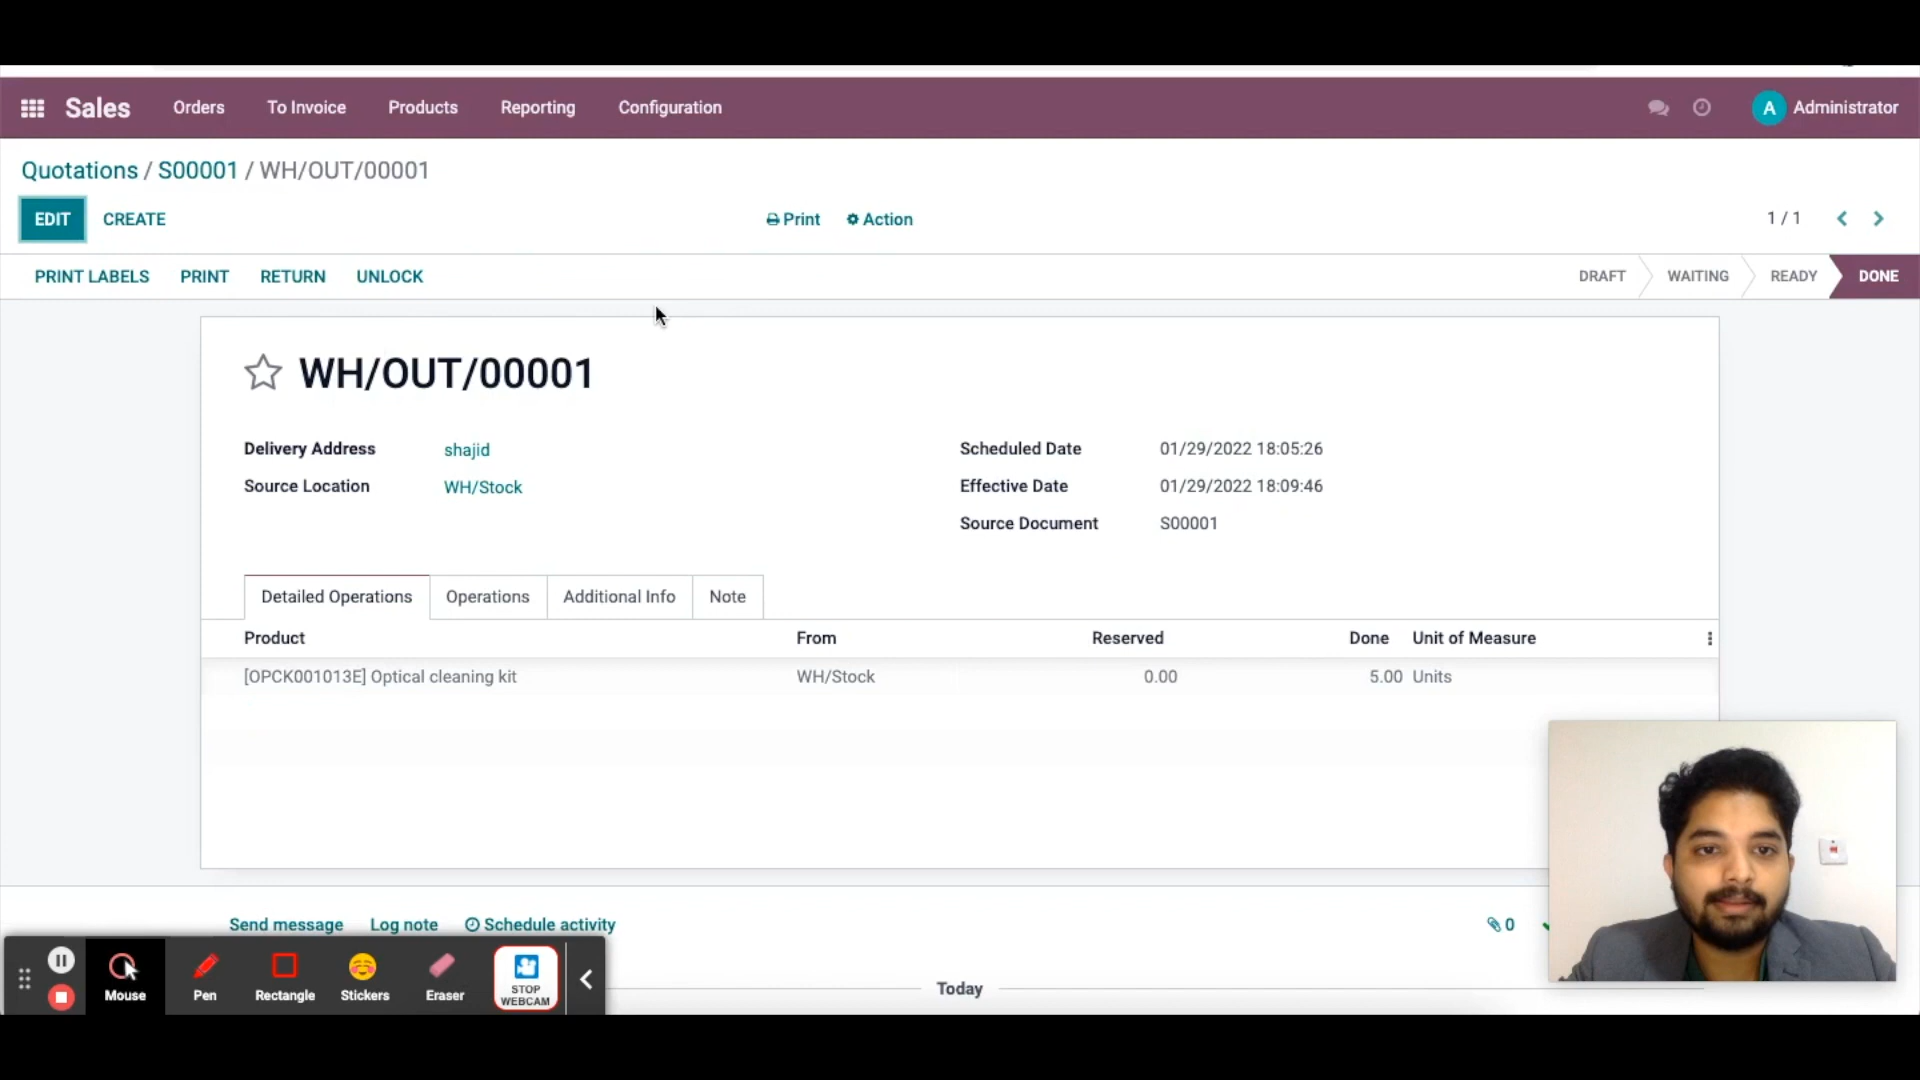 Sales Orders To Invoice Products Reporting Configuration A Administrator
Quotations / S00001 / WH/OUT/00001
EDIT CREATE Print Action 1 / 1
PRINT LABELS PRINT RETURN UNLOCK DRAFT WAITING READY DONE
WH/OUT/00001
Delivery Address shajid Scheduled Date 01/29/2022 18:05:26
Source Location WH/Stock Effective Date 01/29/2022 18:09:46
Source Document S00001
Detailed Operations Operations Additional Info Note
Product From Reserved Done Unit of Measure
[OPCK001013E] Optical cleaning kit WH/Stock 0.00 5.00 Units
Send message Log note Schedule activity 0
Mouse Pen Rectangle Stickers Eraser STOP
WEBCAM
Today